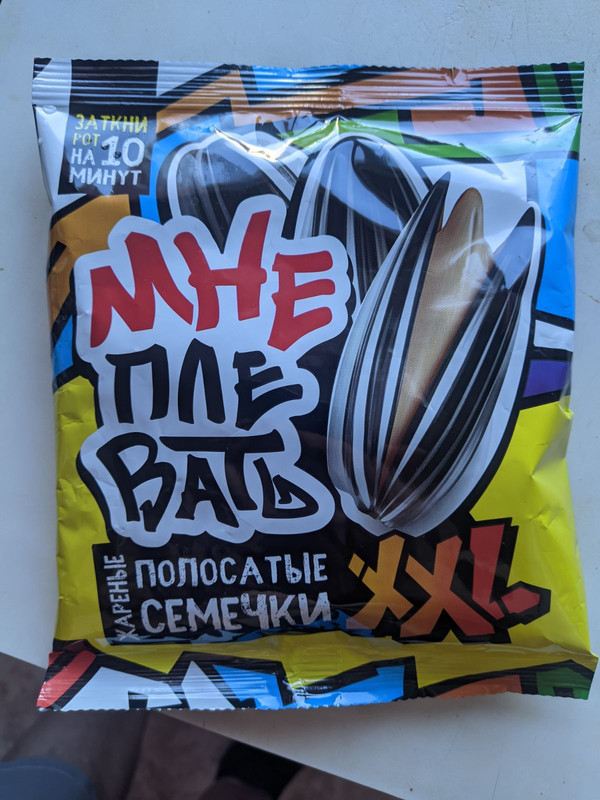 ЗАТКНИ
РОТ
НА 10
МИНУТ
МНЕ
ПЛЕ
ВАТЬ
ЖАРЕНЫЕ
ПОЛОСАТЫЕ
СЕМЕЧКИ
XXL